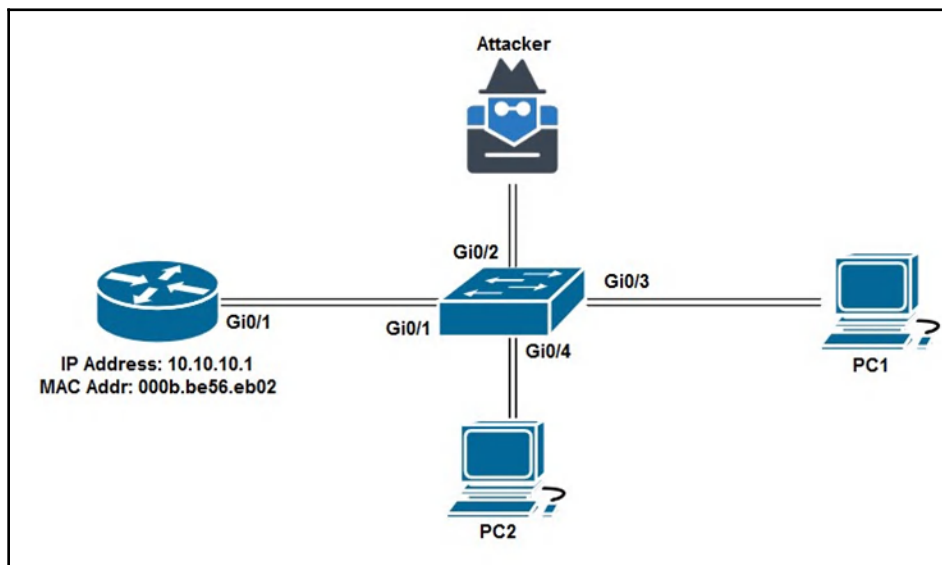 Attacker
Gi0/2
Gi0/3
Gi0/1
Gi0/1
Gi0/4
IP Address: 10.10.10.1
MAC Addr: 000b.be56.eb02
PC1
PC2